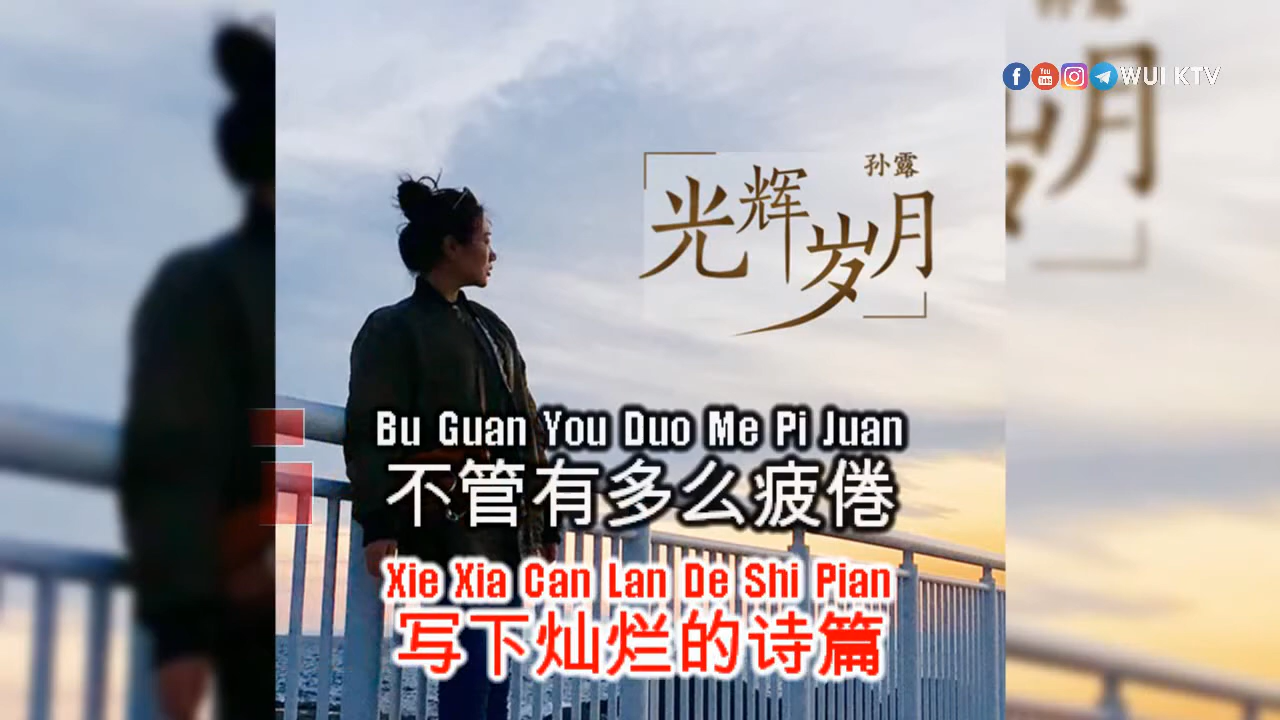 WUI KTV
孙露
光辉岁月
Bu Guan You Duo Me Pi Juan
不管有多么疲倦
Xie Xia Can Lan De Shi Pian
写下灿烂的诗篇